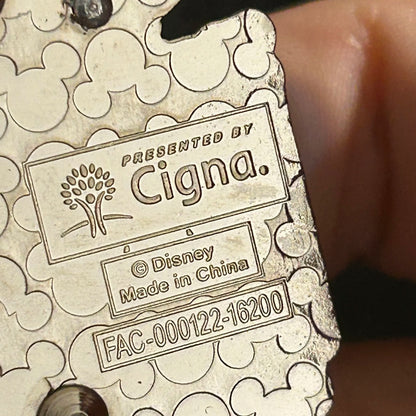 PRESENTED BY
Cigna.
© Disney
Made in China
FAC-000122-16200